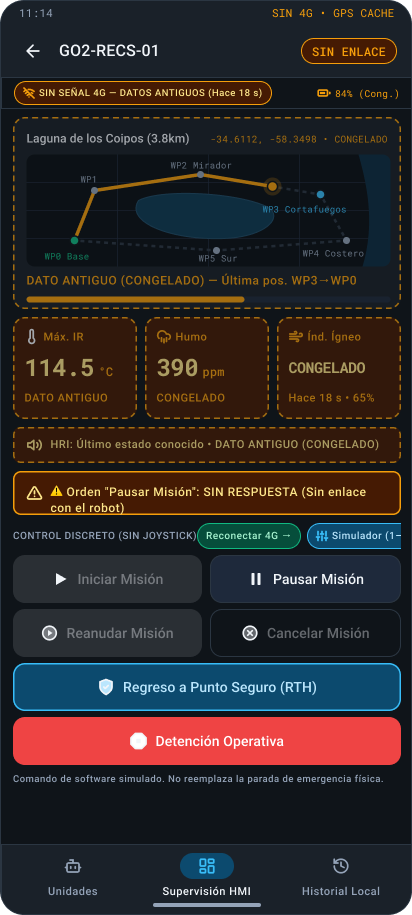 11:14
SIN 4G • GPS CACHE
GO2-RECS-01
SIN ENLACE
SIN SEÑAL 4G — DATOS ANTIGUOS (Hace 18 s)
84% (Cong.)
Laguna de los Coipos (3.8km)
-34.6112, -58.3498 • CONGELADO
WP2 Mirador
WP1
WP3 Cortafuegos
WP0 Base
WP5 Sur
WP4 Costero
DATO ANTIGUO (CONGELADO) — Última pos. WP3→WP0
Máx. IR
114.5 °C
DATO ANTIGUO
Humo
390 ppm
CONGELADO
Índ. Ígneo
CONGELADO
Hace 18 s • 65%
HRI: Último estado conocido • DATO ANTIGUO (CONGELADO)
⚠️ Orden "Pausar Misión": SIN RESPUESTA (Sin enlace
con el robot)
CONTROL DISCRETO (SIN JOYSTICK)
Reconectar 4G →
Simulador (1–
Iniciar Misión
Pausar Misión
Reanudar Misión
Cancelar Misión
Regreso a Punto Seguro (RTH)
Detención Operativa
Comando de software simulado. No reemplaza la parada de emergencia física.
Unidades
Supervisión HMI
Historial Local